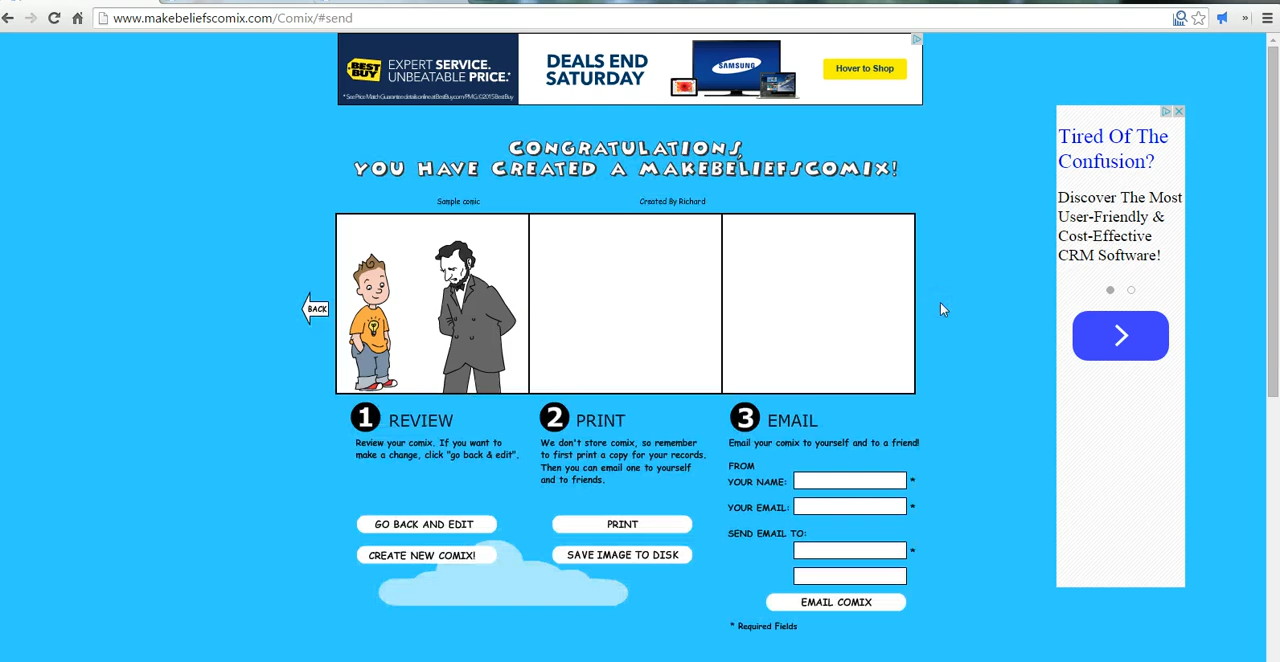 www.makebeliefscomix.com/Comix/#send
BEST BUY
EXPERT SERVICE.
UNBEATABLE PRICE.*
DEALS END
SATURDAY
SAMSUNG
Hover to Shop
CONGRATULATIONS,
YOU HAVE CREATED A MAKEBELIEFSCOMIX!
Sample comic
Created By Richard
BACK
1 REVIEW
Review your comix. If you want to
make a change, click "go back & edit".
GO BACK AND EDIT
CREATE NEW COMIX!
2 PRINT
We don't store comix, so remember
to first print a copy for your records.
Then you can email one to yourself
and to friends.
PRINT
SAVE IMAGE TO DISK
3 EMAIL
Email your comix to yourself and to a friend!
FROM
YOUR NAME: *
YOUR EMAIL: *
SEND EMAIL TO:
*
EMAIL COMIX
* Required Fields
Tired Of The
Confusion?
Discover The Most
User-Friendly &
Cost-Effective
CRM Software!